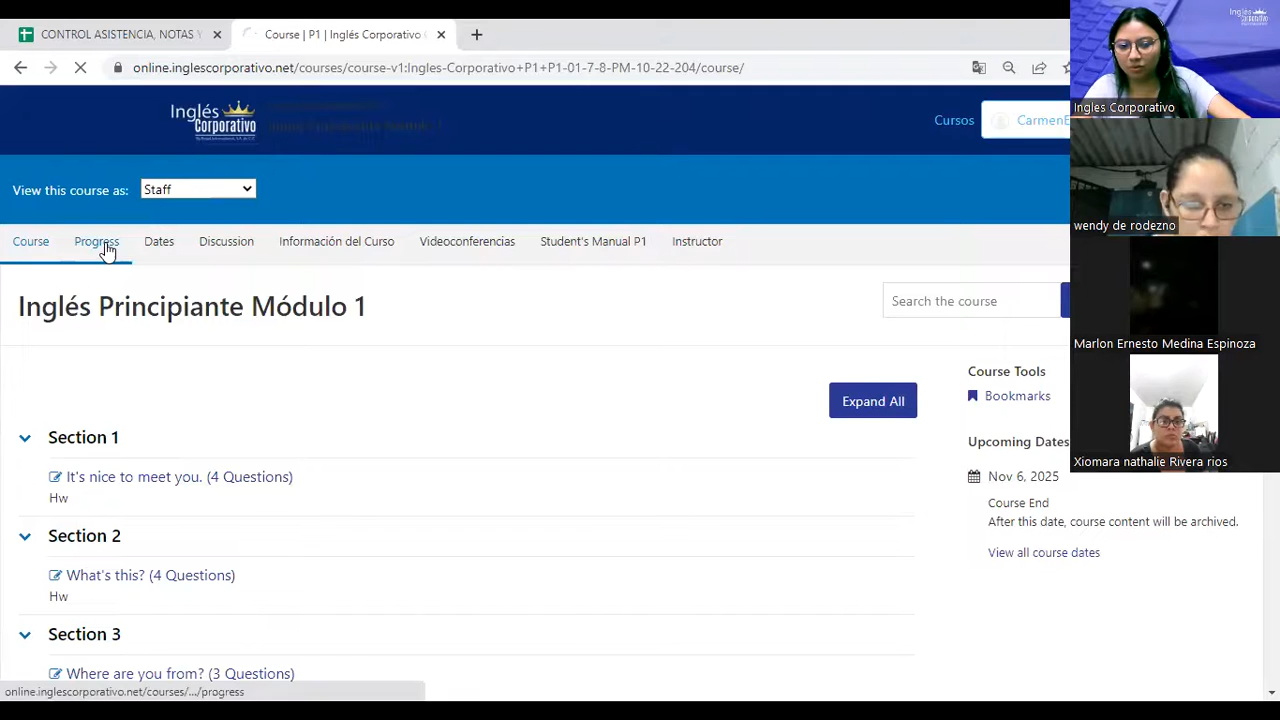 CONTROL ASISTENCIA, NOTAS Y
Course | P1 | Inglés Corporativo
online.inglescorporativo.net/courses/course-v1:Ingles-Corporativo+P1+P1-01-7-8-PM-10-22-204/course/
Inglés
Corporativo
Cursos
CarmenE
View this course as:
Staff
Course
Progress
Dates
Discussion
Información del Curso
Videoconferencias
Student's Manual P1
Instructor
Inglés Principiante Módulo 1
Search the course
Expand All
Section 1
It's nice to meet you. (4 Questions)
Hw
Section 2
What's this? (4 Questions)
Hw
Section 3
Where are you from? (3 Questions)
Course Tools
Bookmarks
Upcoming Dates
Nov 6, 2025
Course End
After this date, course content will be archived.
View all course dates
online.inglescorporativo.net/courses/.../progress
Inglés
Corporativo
Ingles Corporativo
wendy de rodezno
Marlon Ernesto Medina Espinoza
Xiomara nathalie Rivera rios